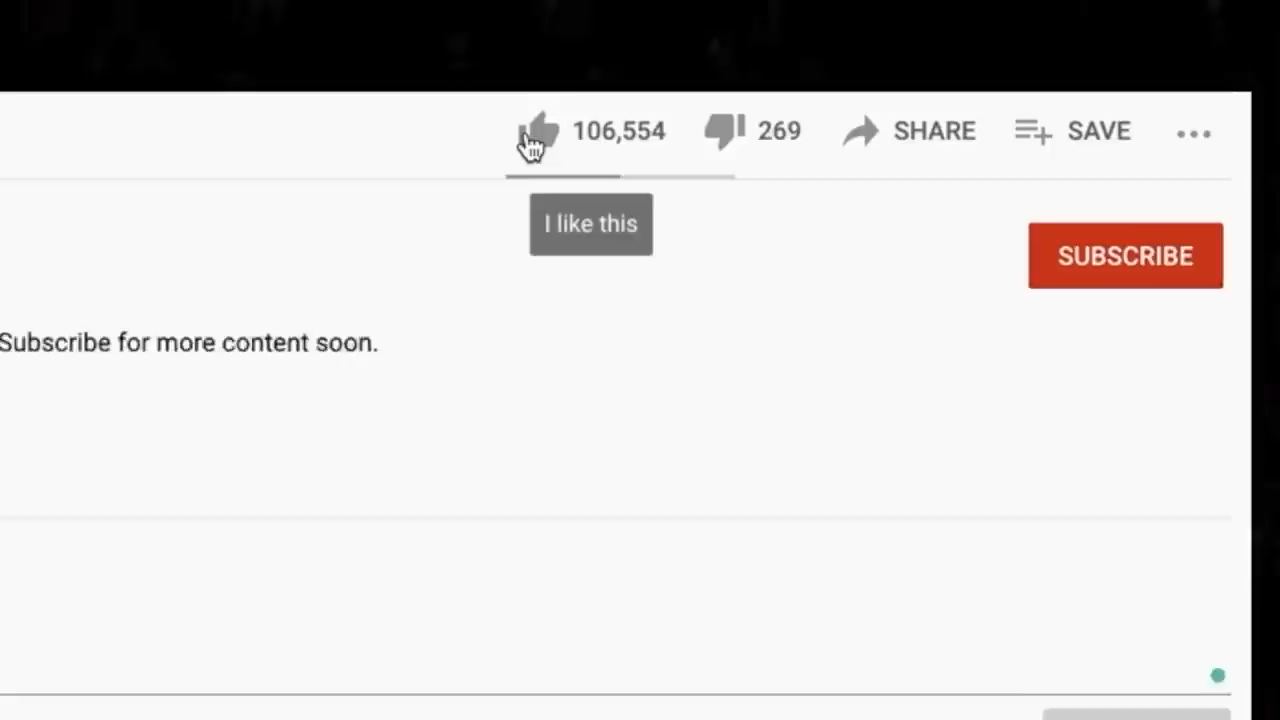 106,554 269 SHARE SAVE
I like this
SUBSCRIBE
Subscribe for more content soon.